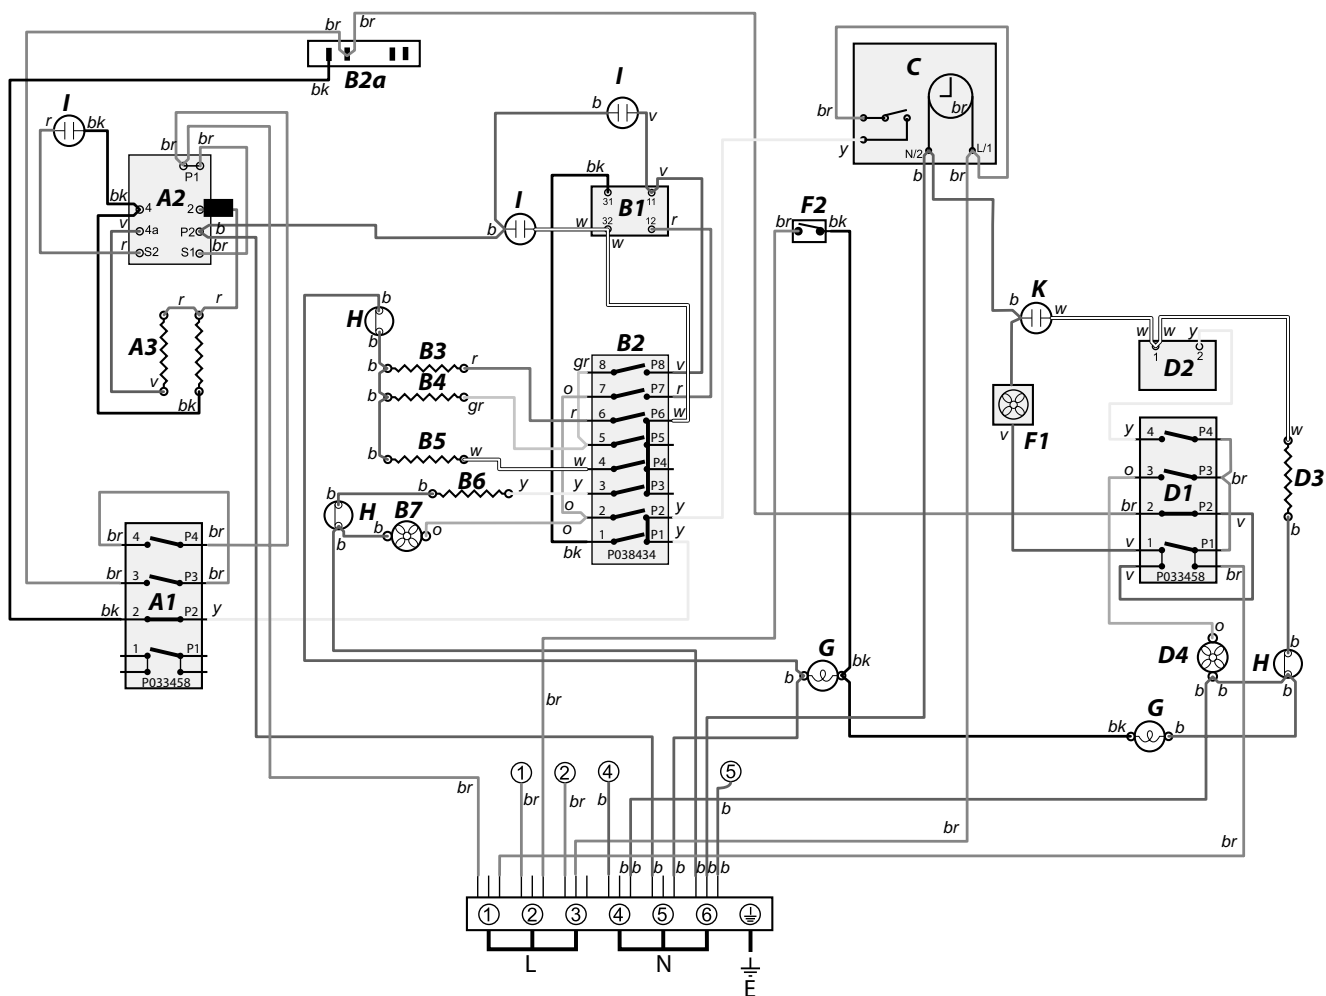 br
br
B2a
bk
I
r
bk
br
br
P1
A2
bk
4
2
v
4a
P2
b
r
S2
S1
br
r
r
A3
v
bk
I
b
v
bk
v
31
11
B1
I
b
w
32
12
r
w
C
br
br
y
N/2
L/1
b
br
F2
br
bk
H
b
b
B3
b
r
B4
b
gr
B5
b
w
B6
b
y
H
B7
b
b
o
B2
gr
8
P8
v
o
7
P7
r
r
6
P6
w
5
P5
w
4
P4
y
3
P3
o
2
P2
y
o
1
P1
y
bk
P038434
K
b
w
w
w
y
1
2
D2
F1
v
y
4
P4
o
3
P3
br
D1
br
2
P2
v
v
1
P1
v
br
P033458
w
D3
b
br
4
P4
br
br
3
P3
br
A1
bk
2
P2
y
1
P1
P033458
G
b
bk
o
D4
b
b
H
b
b
G
bk
b
br
br
1
br
2
br
4
b
5
b
br
br
b
b
b
b
b
b
b
1
2
3
4
5
6
L
N
E